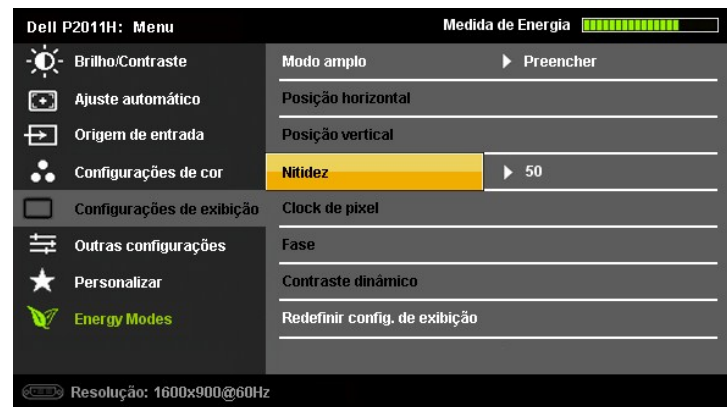 Dell P2011H: Menu
Medida de Energia
Brilho/Contraste
Modo amplo
Preencher
Ajuste automático
Posição horizontal
Origem de entrada
Posição vertical
Configurações de cor
Nitidez
50
Configurações de exibição
Clock de pixel
Outras configurações
Fase
Personalizar
Contraste dinâmico
Energy Modes
Redefinir config. de exibição
Resolução: 1600x900@60Hz